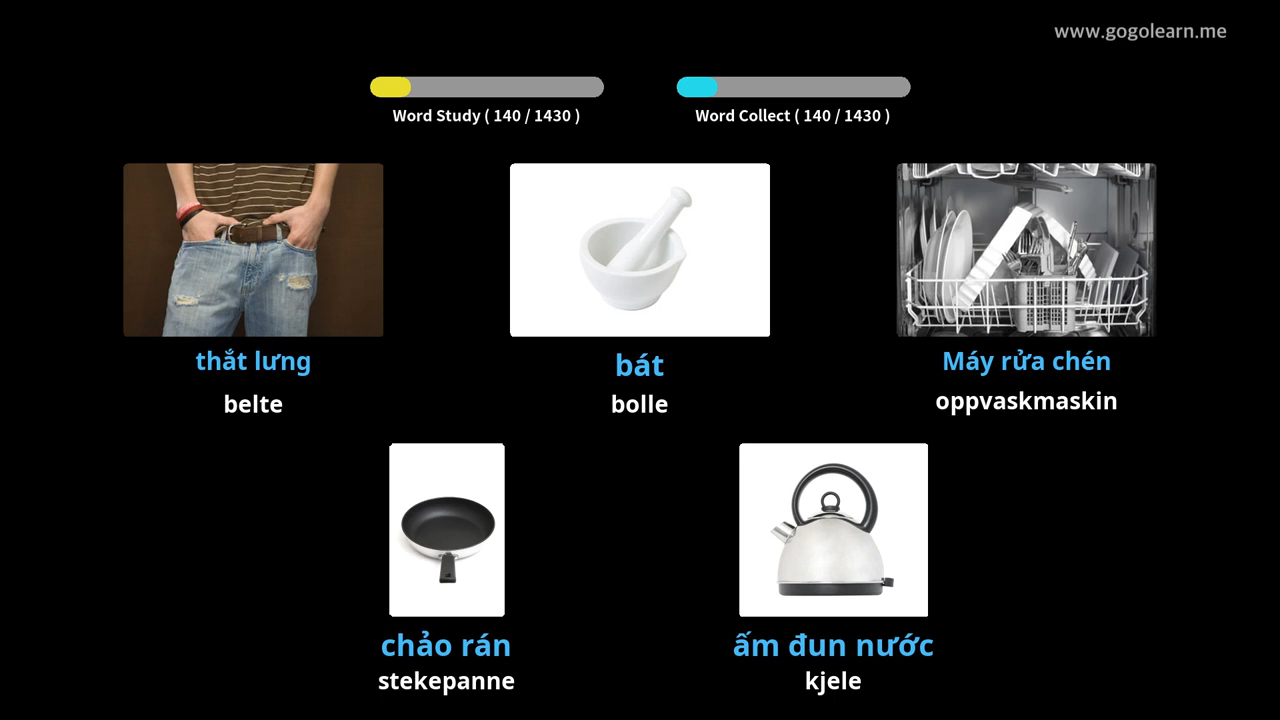 www.gogolearn.me
Word Study ( 140 / 1430 )
Word Collect ( 140 / 1430 )
thắt lưng
bát
Máy rửa chén
belte
bolle
oppvaskmaskin
chảo rán
ấm đun nước
stekepanne
kjele